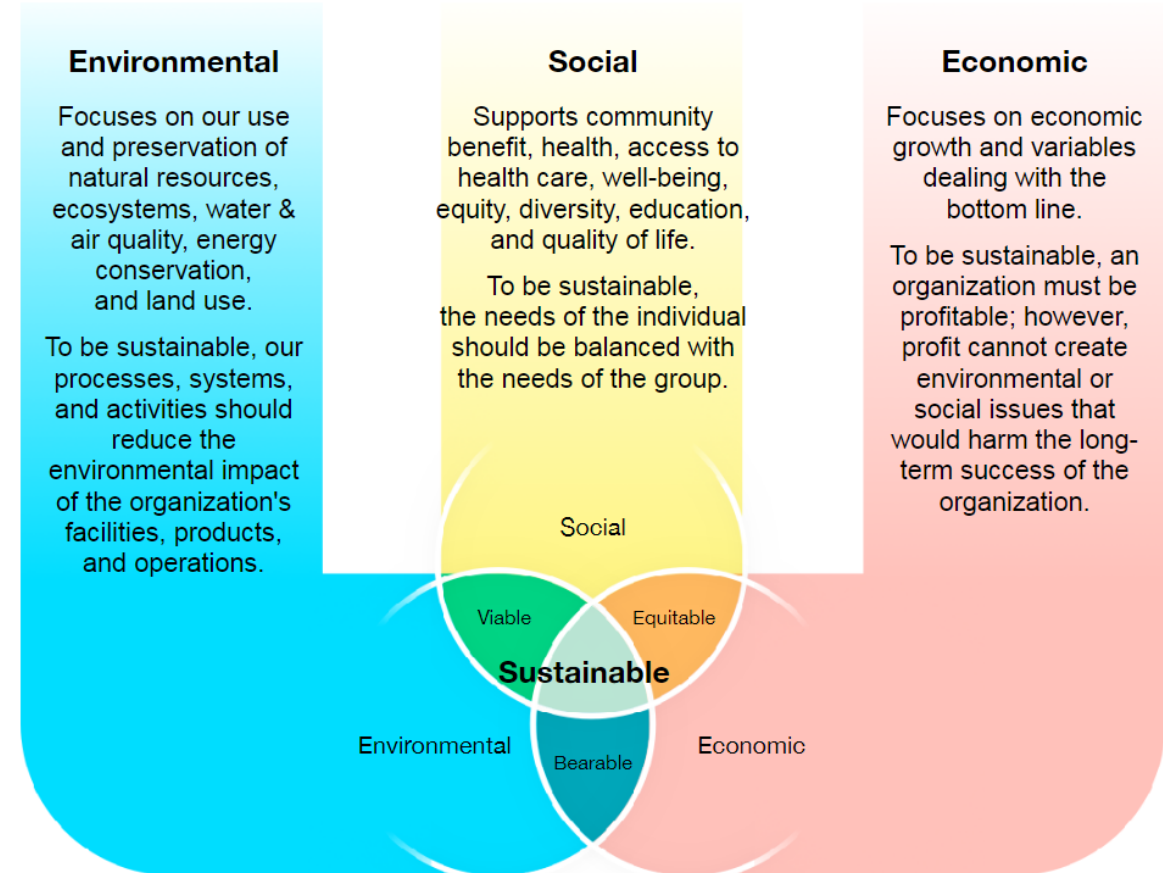 Environmental
Focuses on our use
and preservation of
natural resources,
ecosystems, water &
air quality, energy
conservation,
and land use.
To be sustainable, our
processes, systems,
and activities should
reduce the
environmental impact
of the organization's
facilities, products,
and operations.
Social
Supports community
benefit, health, access to
health care, well-being,
equity, diversity, education,
and quality of life.
To be sustainable,
the needs of the individual
should be balanced with
the needs of the group.
Economic
Focuses on economic
growth and variables
dealing with the
bottom line.
To be sustainable, an
organization must be
profitable; however,
profit cannot create
environmental or
social issues that
would harm the long-
term success of the
organization.
Social
Viable
Equitable
Sustainable
Environmental
Economic
Bearable